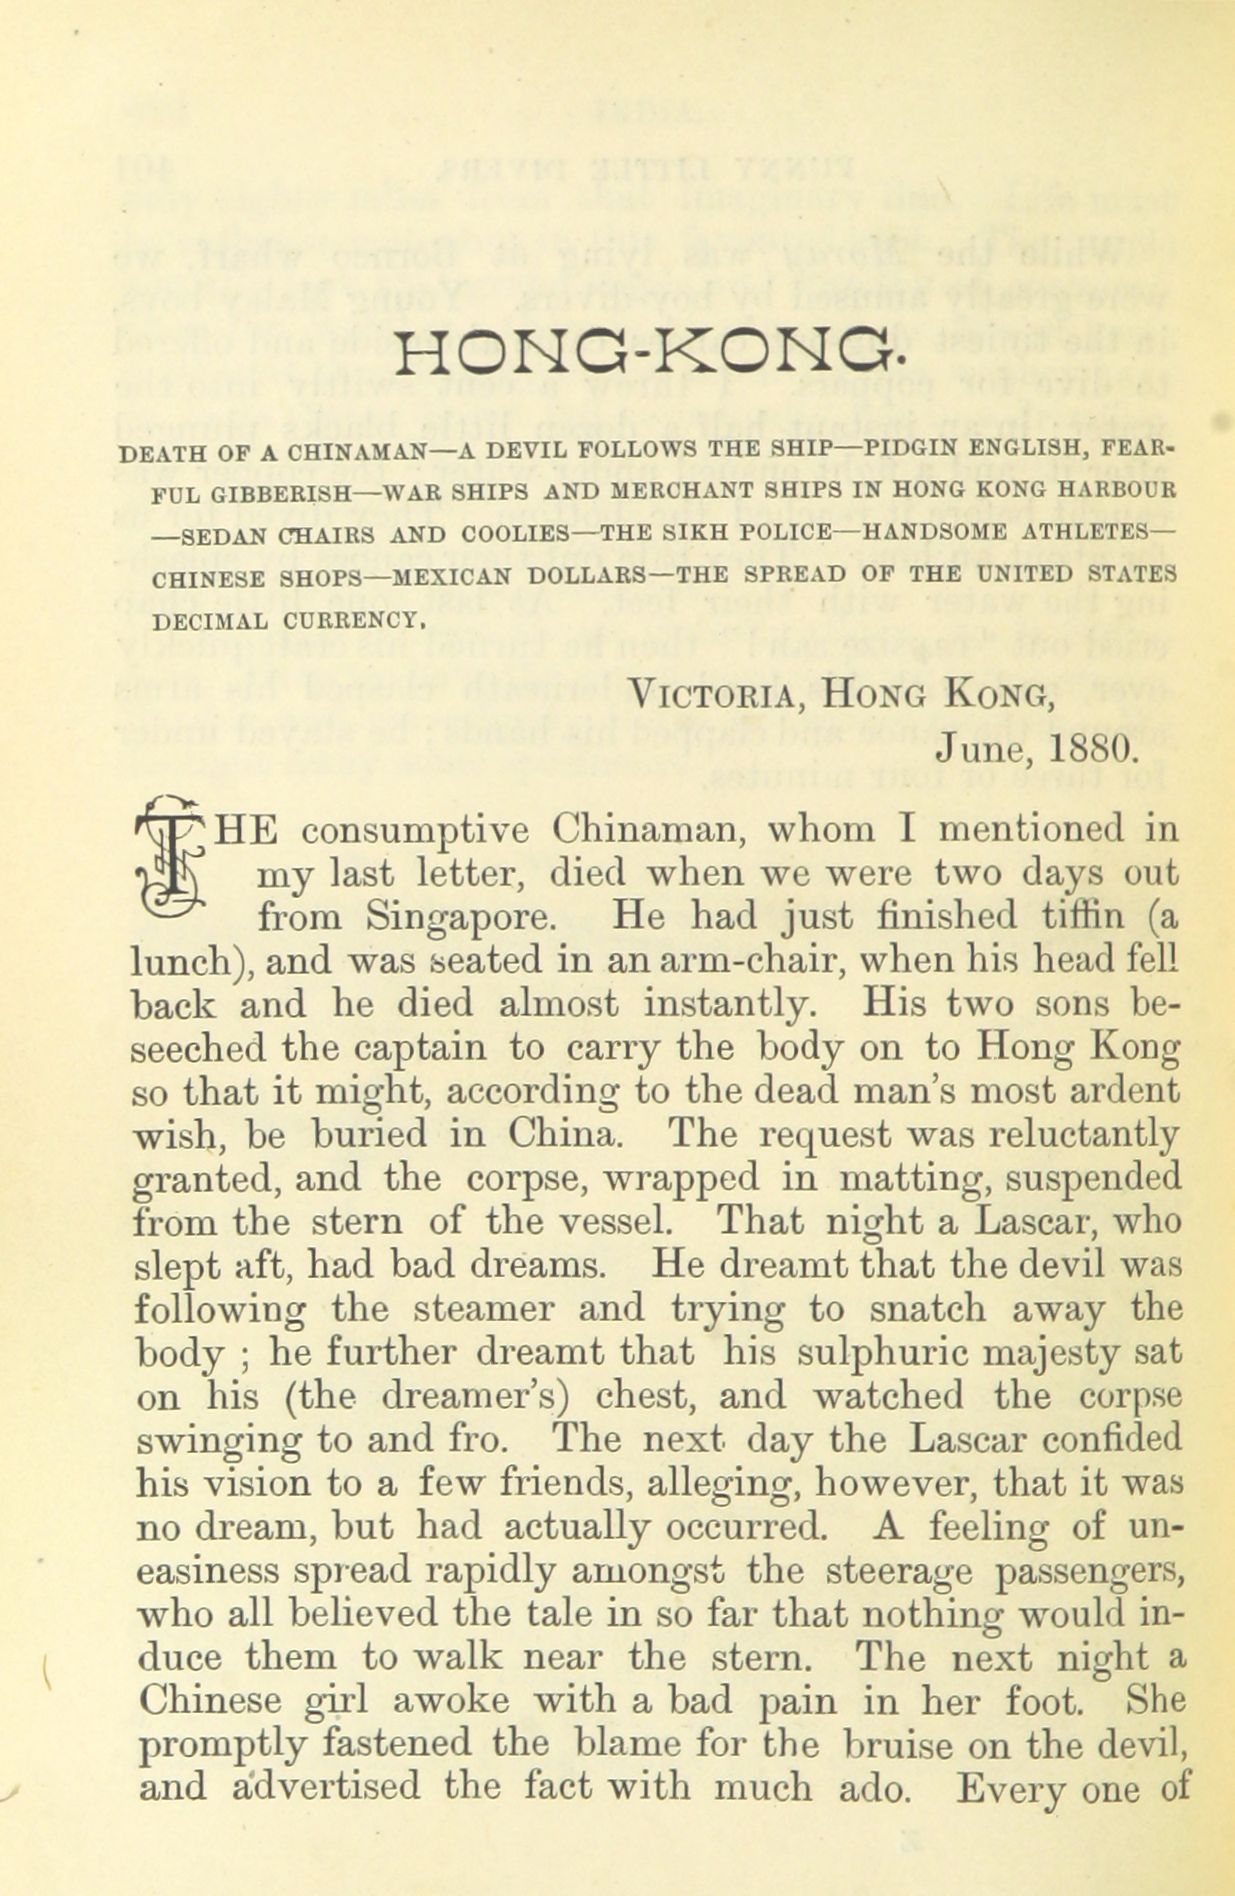 HONG-KONG.
DEATH OF A CHINAMAN—A DEVIL FOLLOWS THE SHIP—PIDGIN ENGLISH, FEAR-
FUL GIBBERISH—WAR SHIPS AND MERCHANT SHIPS IN HONG KONG HARBOUR
—SEDAN CHAIRS AND COOLIES—THE SIKH POLICE—HANDSOME ATHLETES—
CHINESE SHOPS—MEXICAN DOLLARS—THE SPREAD OF THE UNITED STATES
DECIMAL CURRENCY.
VICTORIA, HONG KONG,
June, 1880.
THE consumptive Chinaman, whom I mentioned in
my last letter, died when we were two days out
from Singapore. He had just finished tiffin (a
lunch), and was seated in an arm-chair, when his head fell
back and he died almost instantly. His two sons be-
seeched the captain to carry the body on to Hong Kong
so that it might, according to the dead man's most ardent
wish, be buried in China. The request was reluctantly
granted, and the corpse, wrapped in matting, suspended
from the stern of the vessel. That night a Lascar, who
slept aft, had bad dreams. He dreamt that the devil was
following the steamer and trying to snatch away the
body ; he further dreamt that his sulphuric majesty sat
on his (the dreamer's) chest, and watched the corpse
swinging to and fro. The next day the Lascar confided
his vision to a few friends, alleging, however, that it was
no dream, but had actually occurred. A feeling of un-
easiness spread rapidly amongst the steerage passengers,
who all believed the tale in so far that nothing would in-
duce them to walk near the stern. The next night a
Chinese girl awoke with a bad pain in her foot. She
promptly fastened the blame for the bruise on the devil,
and advertised the fact with much ado. Every one of